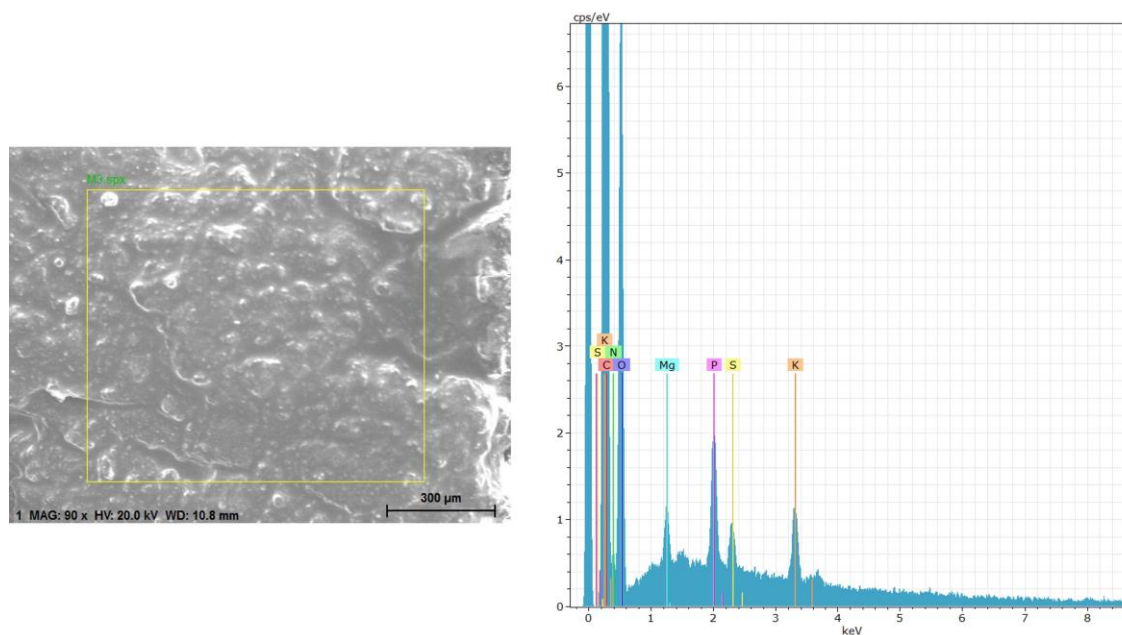 M3.spx
300 µm
1 MAG: 90 x HV: 20.0 kV WD: 10.8 mm
cps/eV
6
5
4
3
2
1
0
K
S N
C O Mg P S K
0 1 2 3 4 5 6 7 8
keV